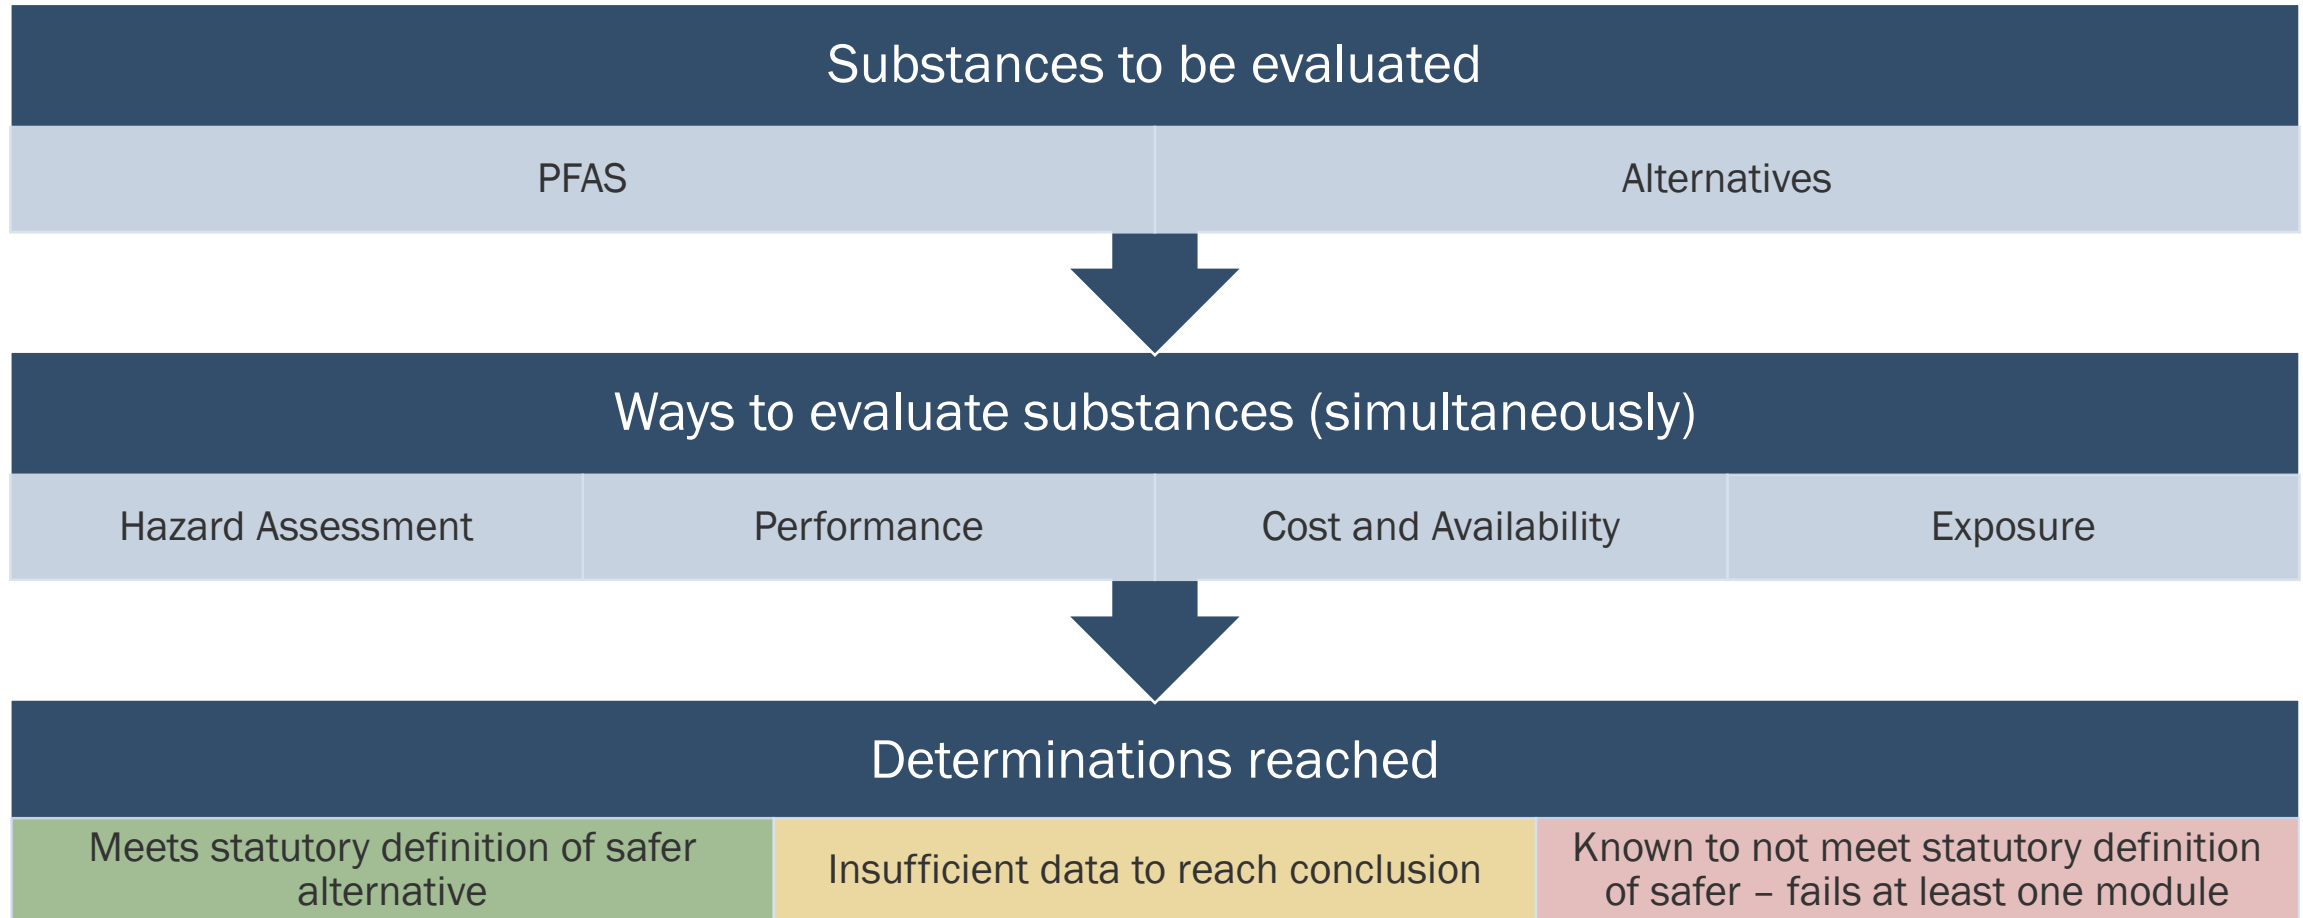 Substances to be evaluated
PFAS
Alternatives
Ways to evaluate substances (simultaneously)
Hazard Assessment
Performance
Cost and Availability
Exposure
Determinations reached
Meets statutory definition of safer
alternative
Insufficient data to reach conclusion
Known to not meet statutory definition
of safer – fails at least one module